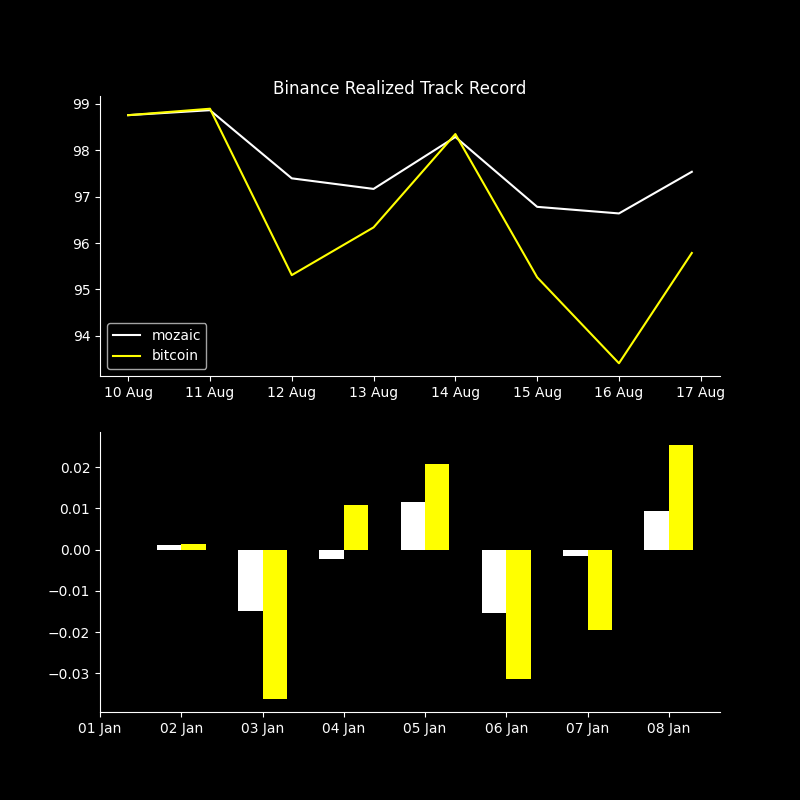 Binance Realized Track Record
99
98
97
96
95
94
mozaic
bitcoin
10 Aug 11 Aug 12 Aug 13 Aug 14 Aug 15 Aug 16 Aug 17 Aug
0.02
0.01
0.00
−0.01
−0.02
−0.03
01 Jan 02 Jan 03 Jan 04 Jan 05 Jan 06 Jan 07 Jan 08 Jan